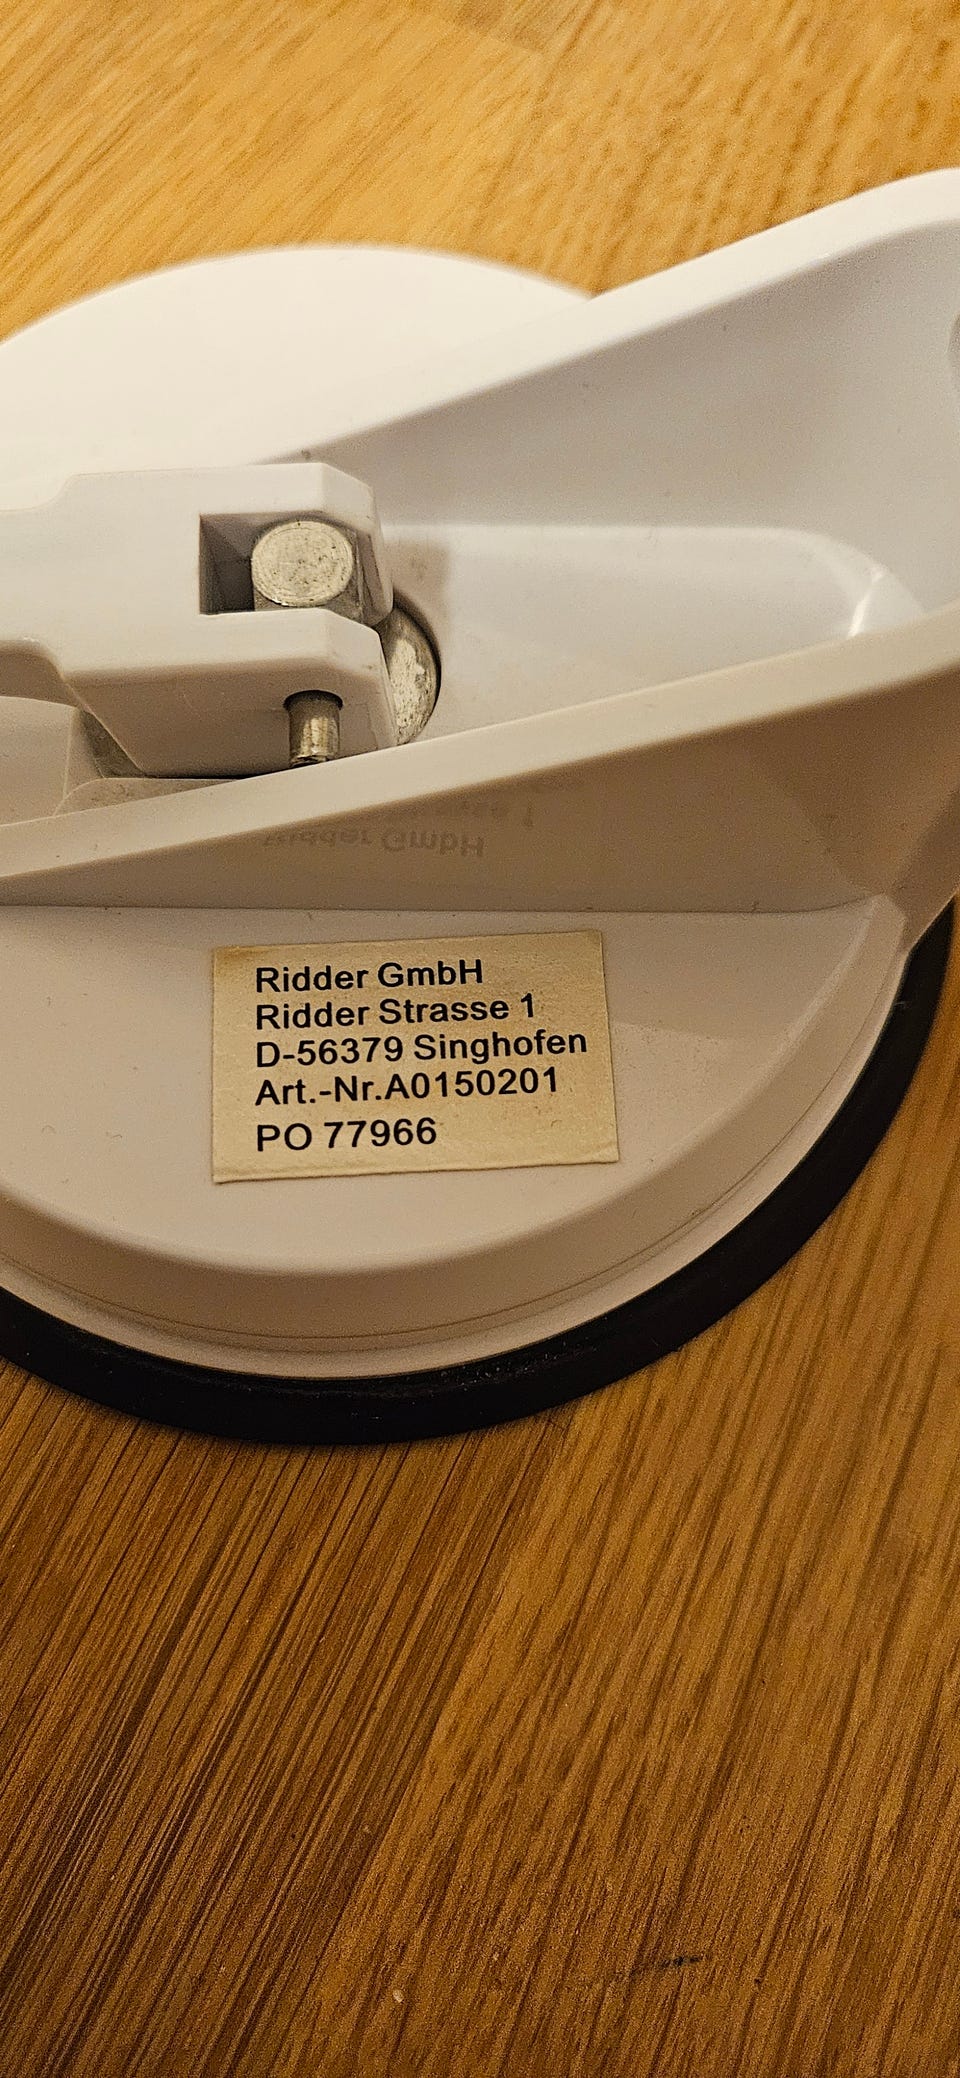 Ridder GmbH
Ridder Strasse 1
D-56379 Singhofen
Art.-Nr.A0150201
PO 77966